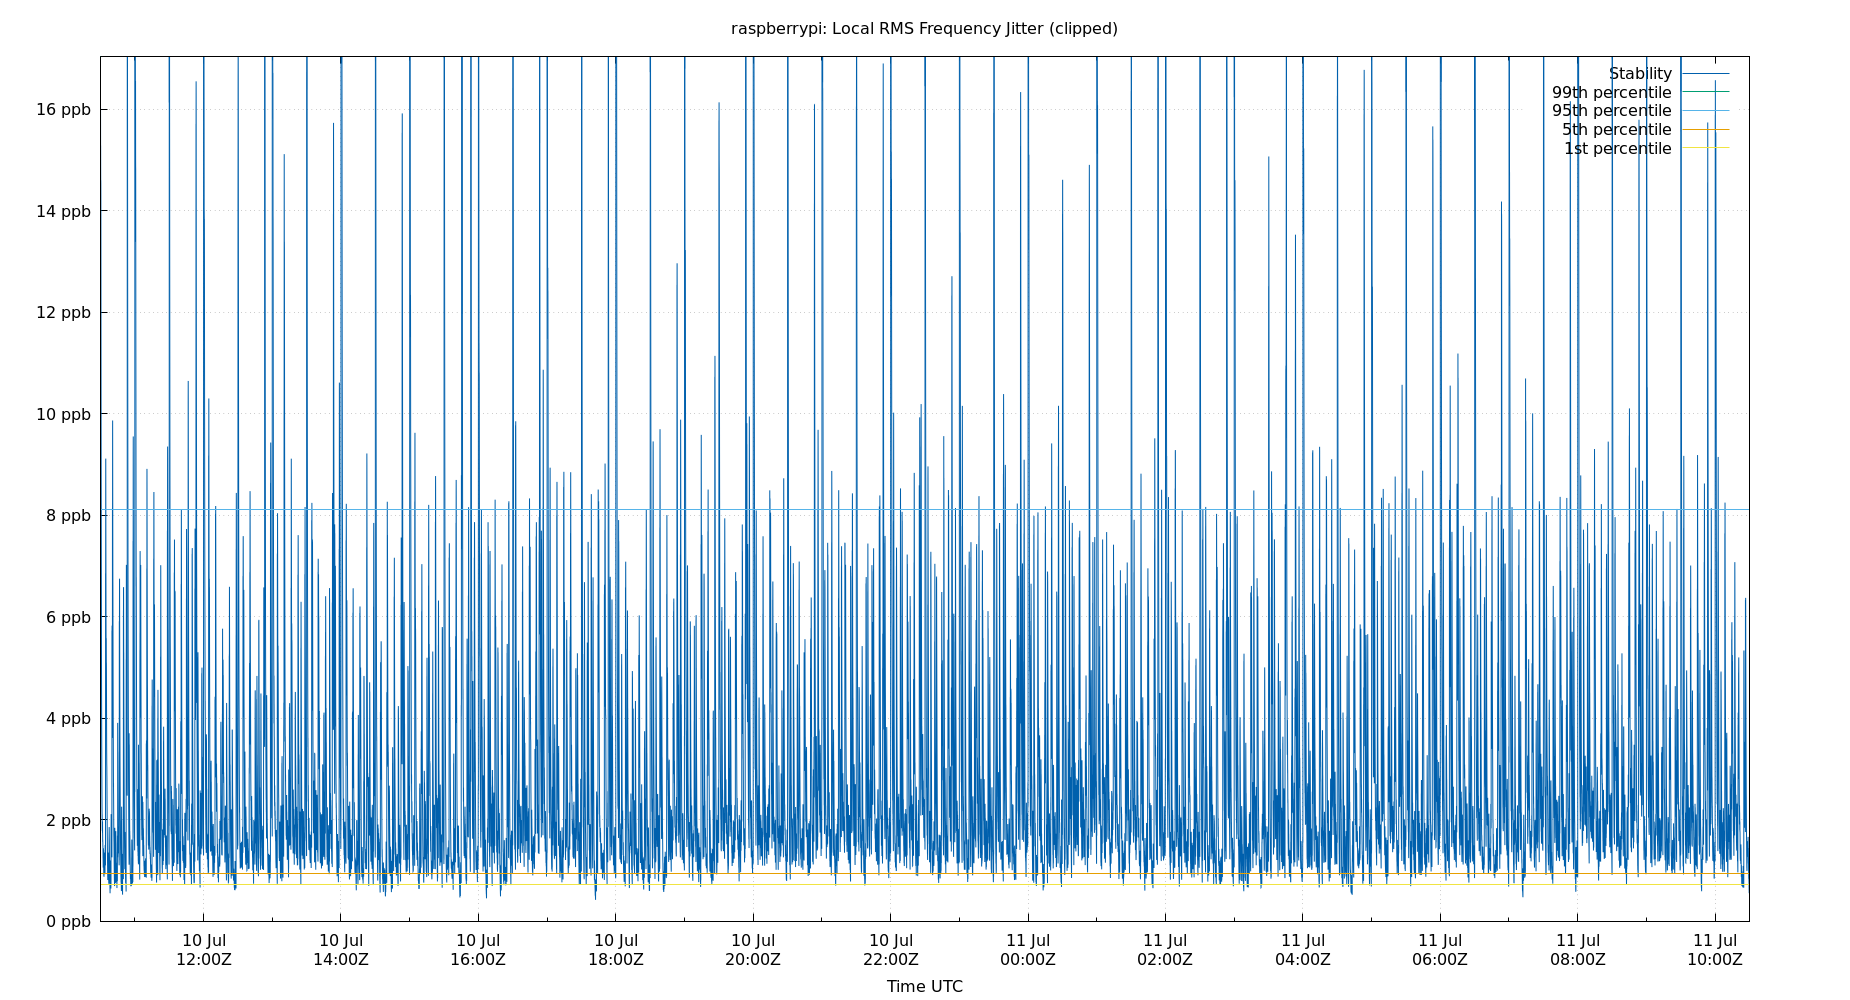 raspberrypi: Local RMS Frequency Jitter (clipped)
Stability
99th percentile
95th percentile
5th percentile
1st percentile
16 ppb
14 ppb
12 ppb
10 ppb
8 ppb
6 ppb
4 ppb
2 ppb
0 ppb
10 Jul 10 Jul 10 Jul 10 Jul 10 Jul 10 Jul 11 Jul 11 Jul 11 Jul 11 Jul 11 Jul 11 Jul
12:00Z 14:00Z 16:00Z 18:00Z 20:00Z 22:00Z 00:00Z 02:00Z 04:00Z 06:00Z 08:00Z 10:00Z
Time UTC